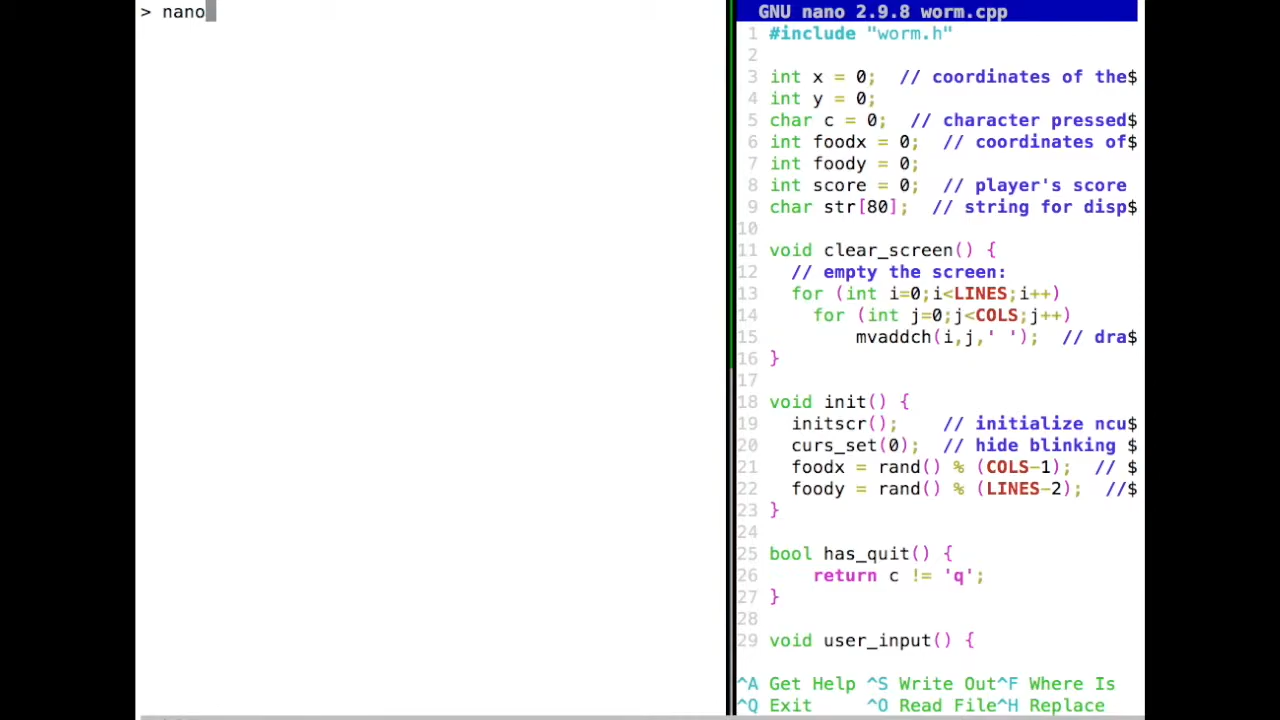 > nano
GNU nano 2.9.8 worm.cpp
1 #include "worm.h"
2
3 int x = 0;  // coordinates of the$
4 int y = 0;
5 char c = 0;  // character pressed$
6 int foodx = 0;  // coordinates of$
7 int foody = 0;
8 int score = 0;  // player's score
9 char str[80];  // string for disp$
10
11 void clear_screen() {
12   // empty the screen:
13   for (int i=0;i<LINES;i++)
14     for (int j=0;j<COLS;j++)
15         mvaddch(i,j,' ');  // dra$
16 }
17
18 void init() {
19   initscr();    // initialize ncu$
20   curs_set(0);  // hide blinking $
21   foodx = rand() % (COLS-1);  // $
22   foody = rand() % (LINES-2);  //$
23 }
24
25 bool has_quit() {
26     return c != 'q';
27 }
28
29 void user_input() {
^A Get Help ^S Write Out^F Where Is
^Q Exit     ^O Read File^H Replace